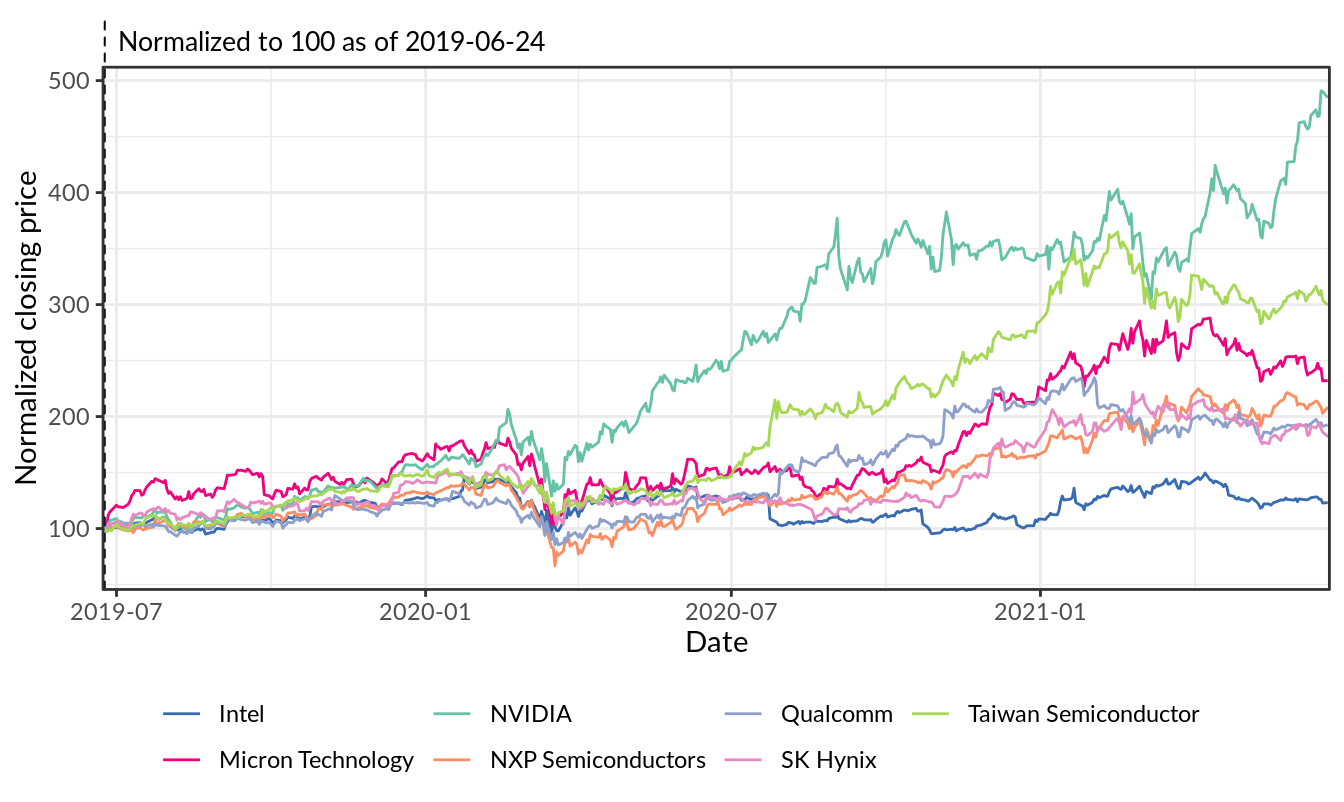 Normalized to 100 as of 2019-06-24
500
400
300
200
100
Normalized closing price
2019-07 2020-01 2020-07 2021-01
Date
Intel NVIDIA Qualcomm Taiwan Semiconductor
Micron Technology NXP Semiconductors SK Hynix